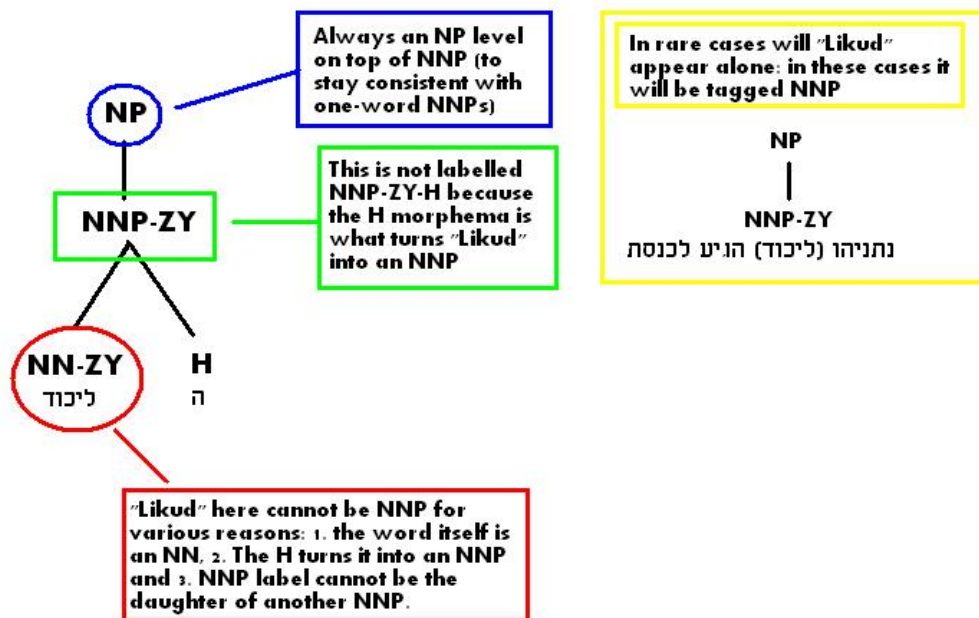 Always an NP level
on top of NNP (to
stay consistent with
one-word NNPs)
In rare cases will "Likud"
appear alone: in these cases it
will be tagged NNP
NP
NP
This is not labelled
NNP-ZY-H because
the H morphema is
what turns "Likud"
into an NNP
NNP-ZY
NNP-ZY
נתניהו (ליכוד) הגיע לכנסת
NN-ZY
H
ליכוד
ה
"Likud" here cannot be NNP for
various reasons: 1. the word itself is
an NN, 2. The H turns it into an NNP
and 3. NNP label cannot be the
daughter of another NNP.